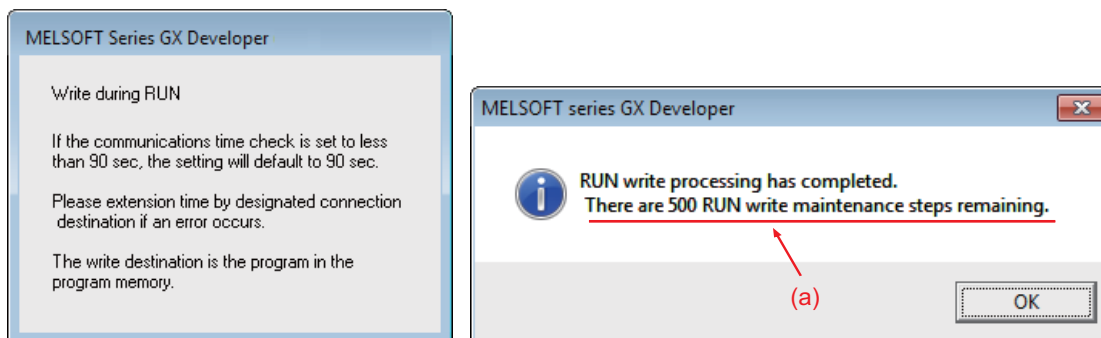 MELSOFT Series GX Developer
Write during RUN
If the communications time check is set to less
than 90 sec, the setting will default to 90 sec.
Please extension time by designated connection
destination if an error occurs.
The write destination is the program in the
program memory.
MELSOFT series GX Developer
RUN write processing has completed.
There are 500 RUN write maintenance steps remaining.
(a)
OK